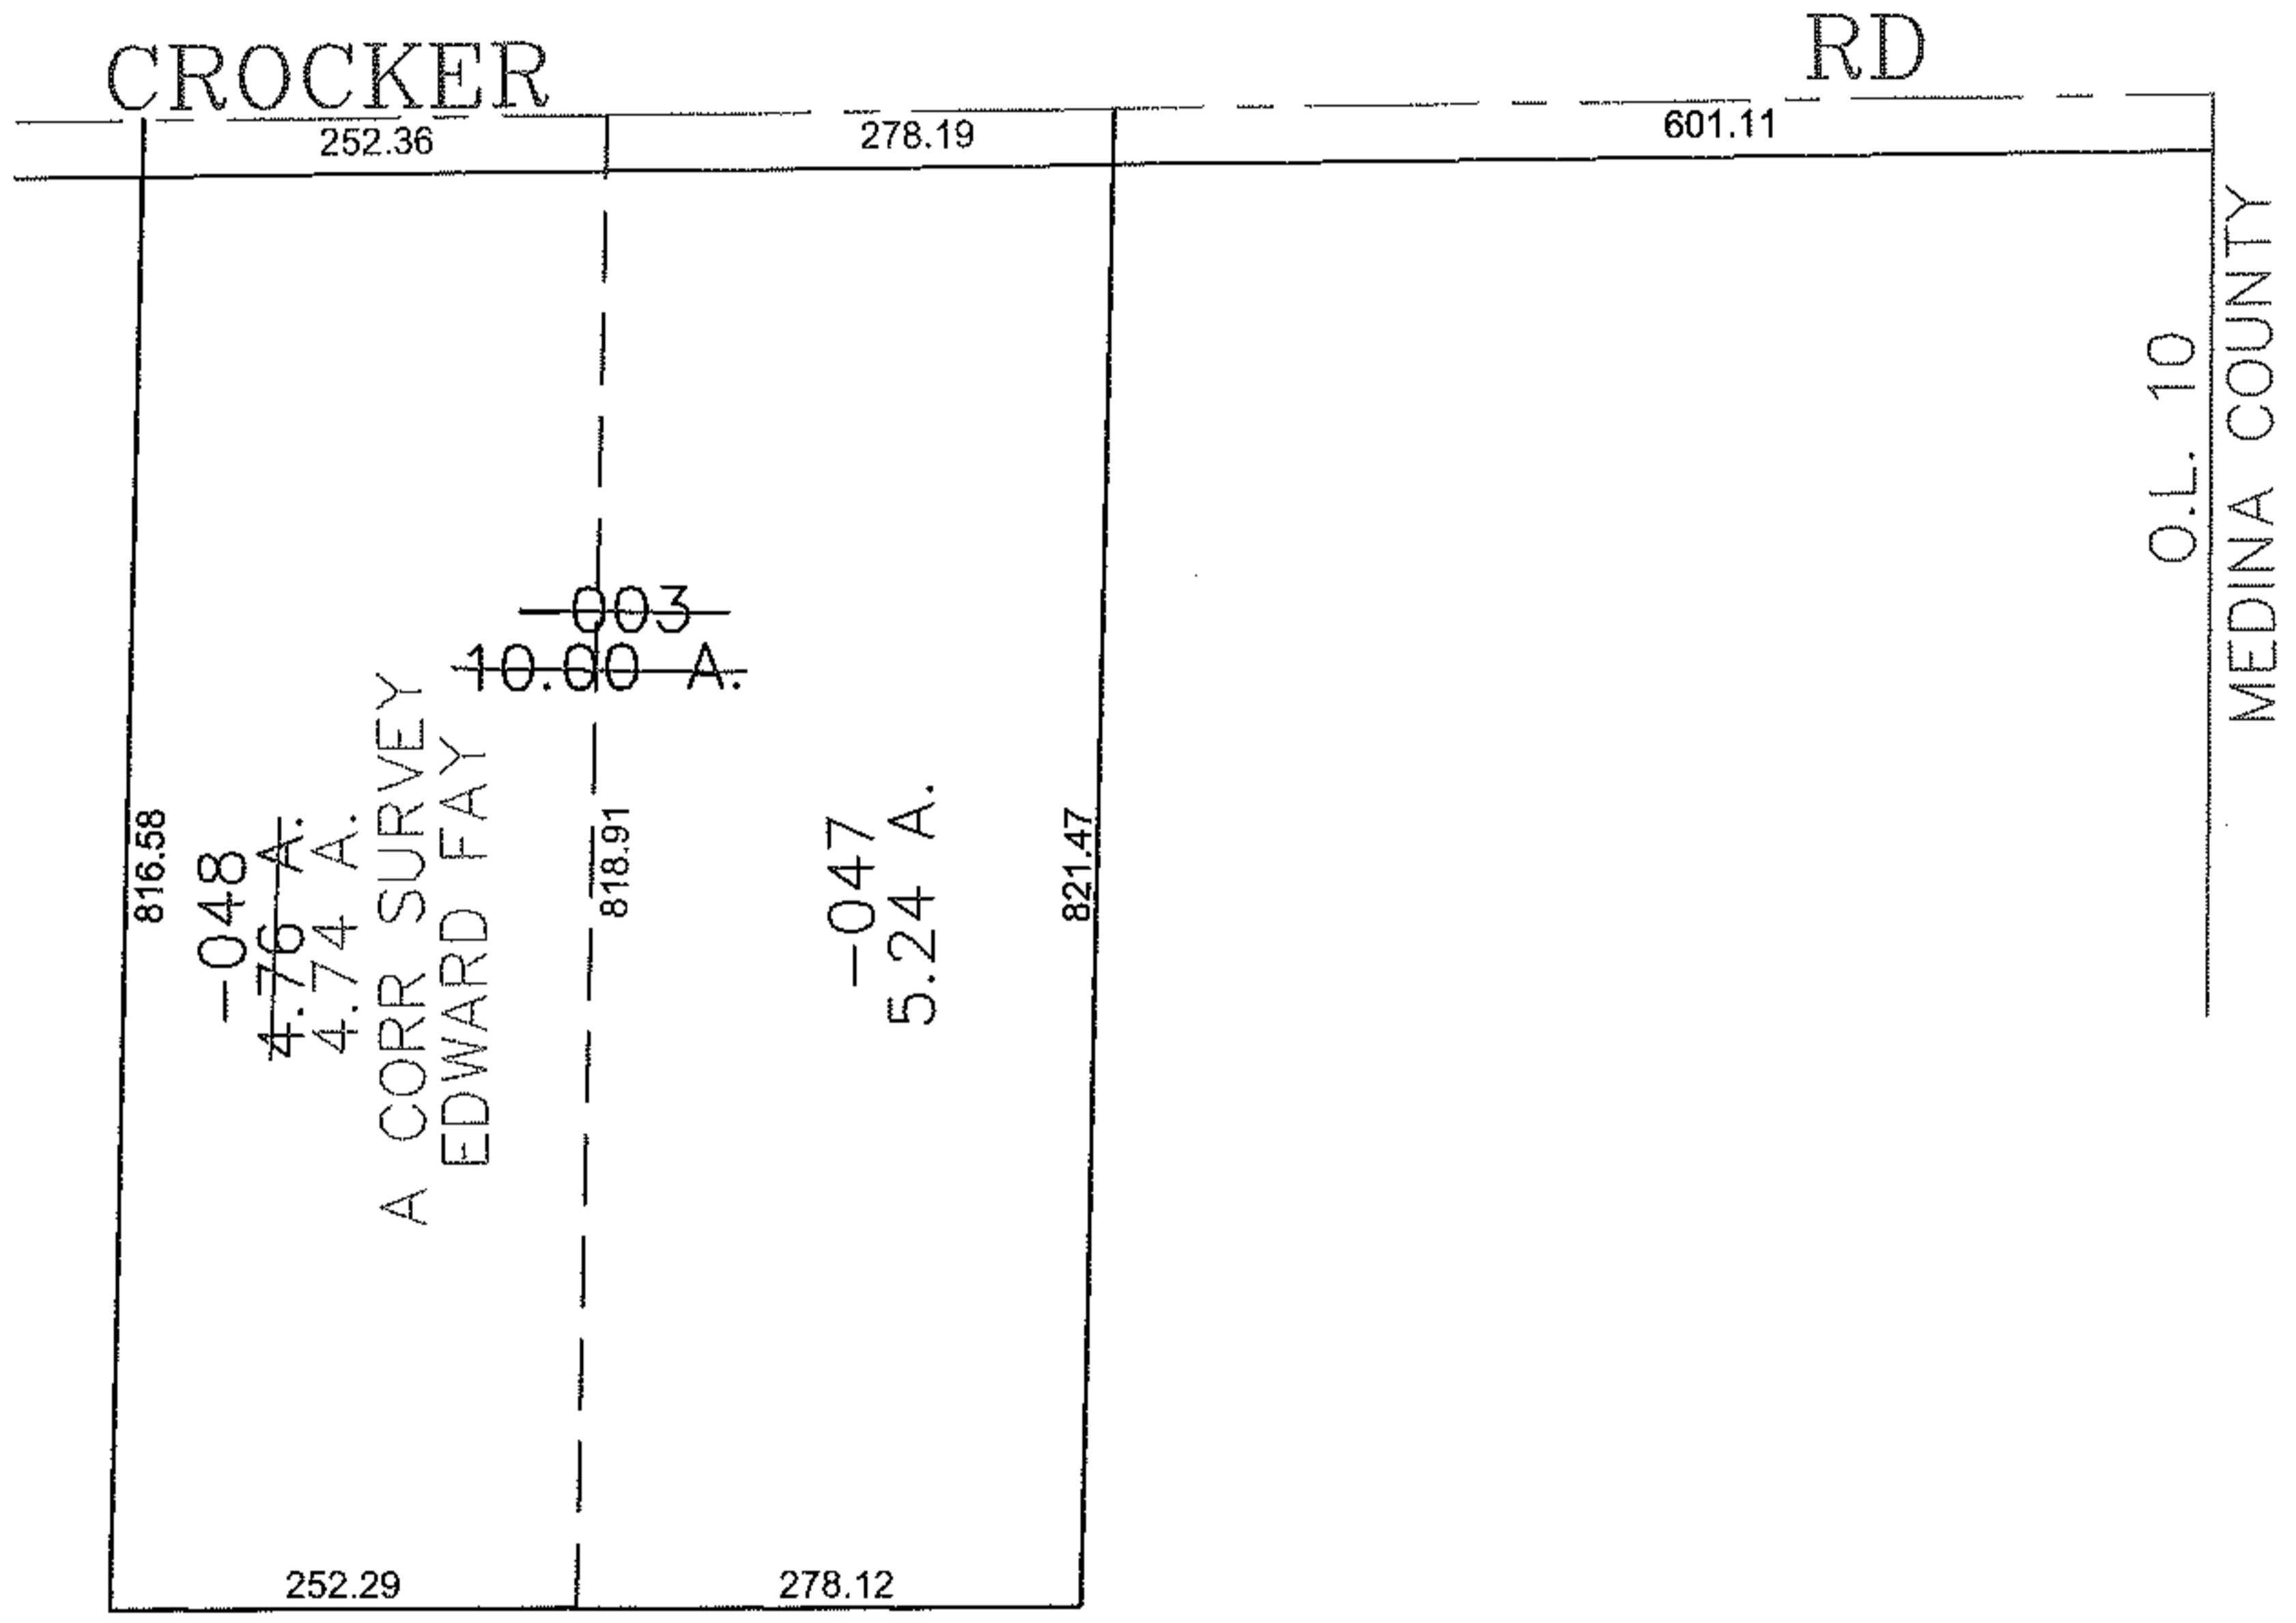 CROCKER RD
252.36
278.19
601.11
O.L. 10
MEDINA COUNTY
-003
10.00 A.
816.58
-048
4.76 A.
4.74 A.
A CORR SURVEY
EDWARD FAY
818.91
-047
5.24 A.
821.47
252.29
278.12